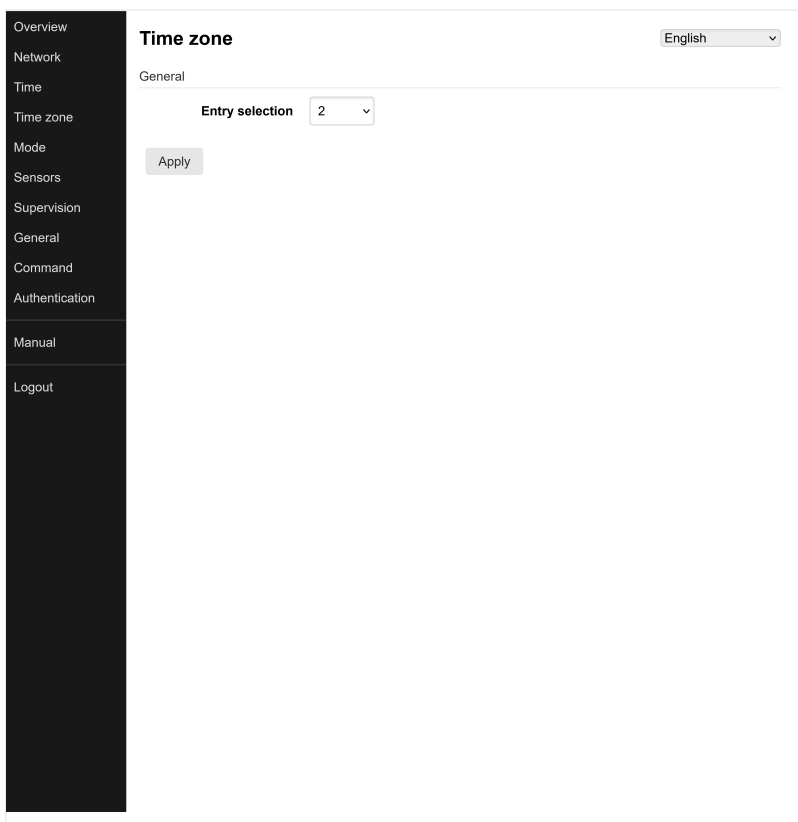 Overview
Network
Time
Time zone
Mode
Sensors
Supervision
General
Command
Authentication
Manual
Logout
Time zone
English
General
Entry selection 2
Apply